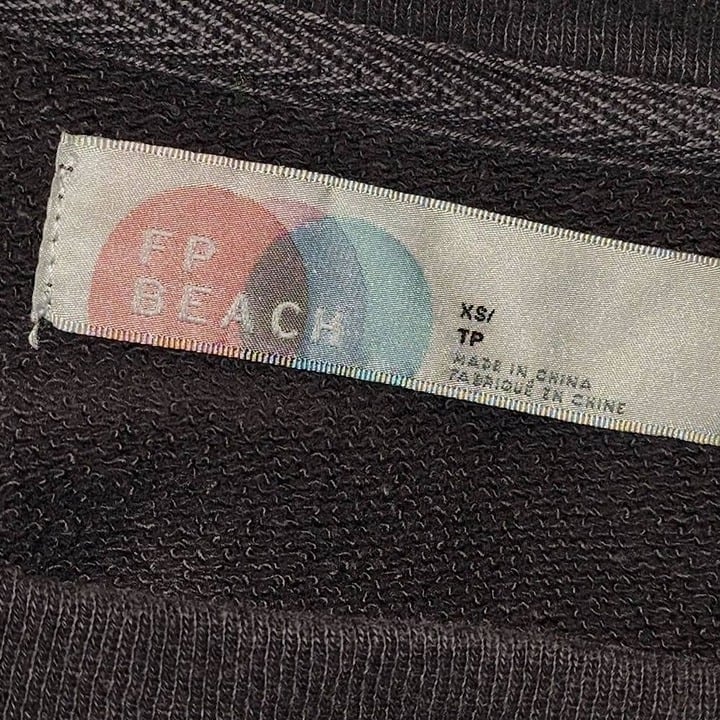 FP
BEACH
XS/
TP
MADE IN CHINA
FABRIQUÉ EN CHINE